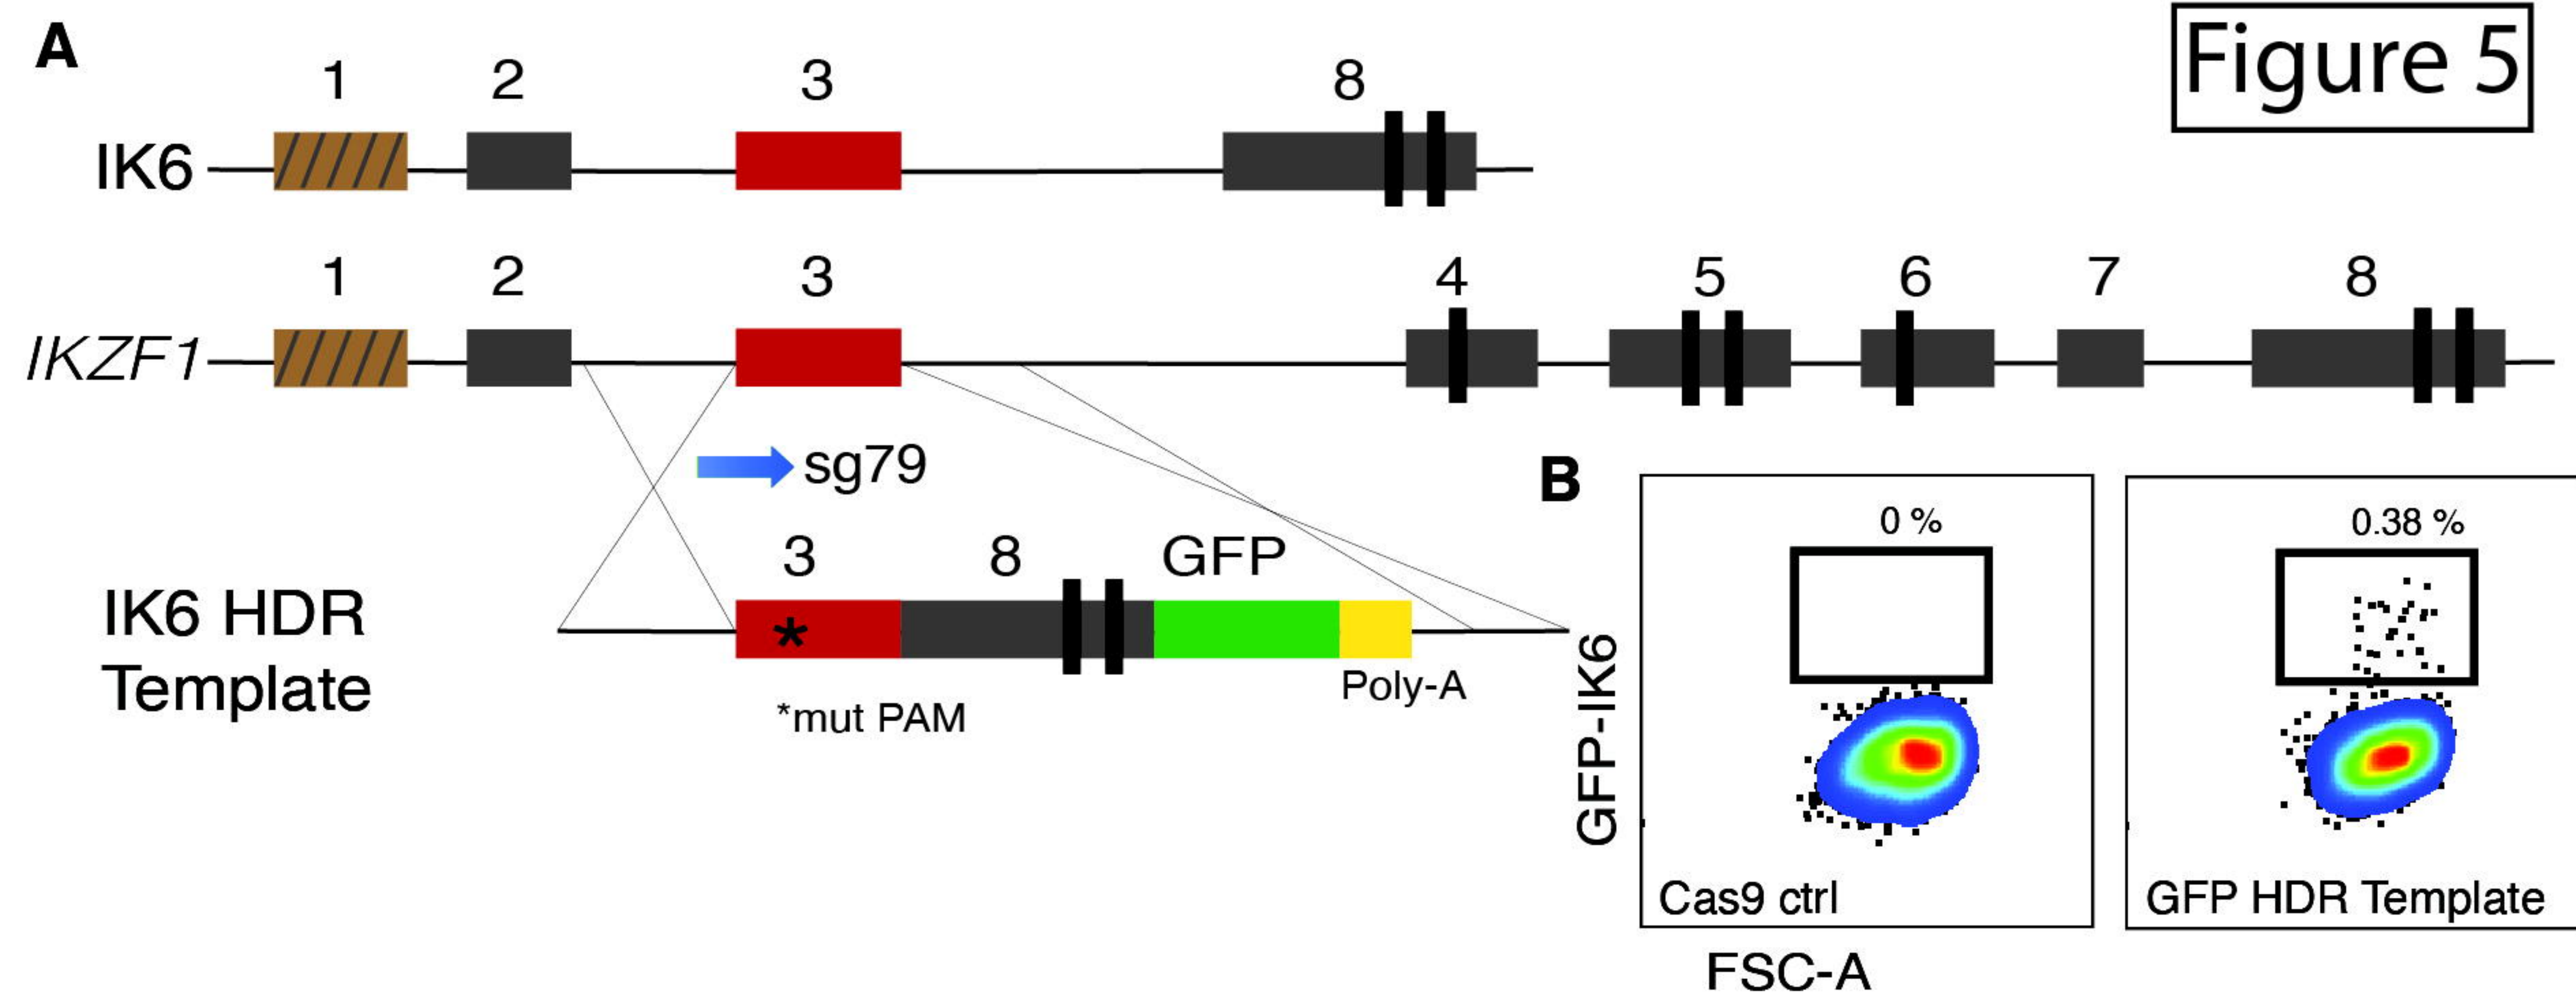 A
Figure 5
1 2 3 8
IK6
1 2 3 4 5 6 7 8
IKZF1
sg79
3 8 GFP
*
IK6 HDR
Template
Poly-A
*mut PAM
B
0 %
0.38 %
GFP-IK6
Cas9 ctrl
GFP HDR Template
FSC-A